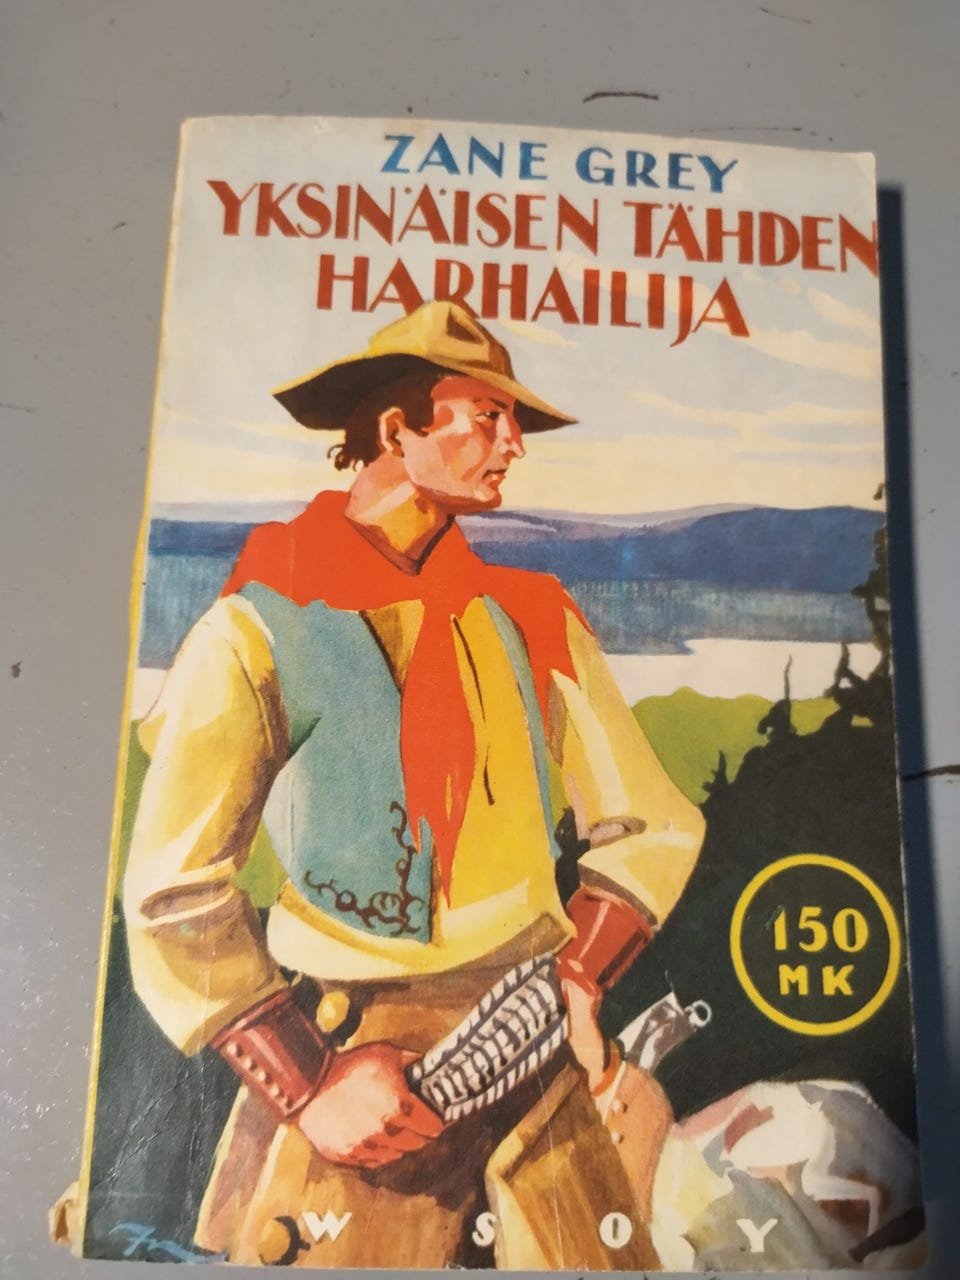 ZANE GREY
YKSINÄISEN TÄHDEN
HARHAILIJA
150
MK
W S O Y